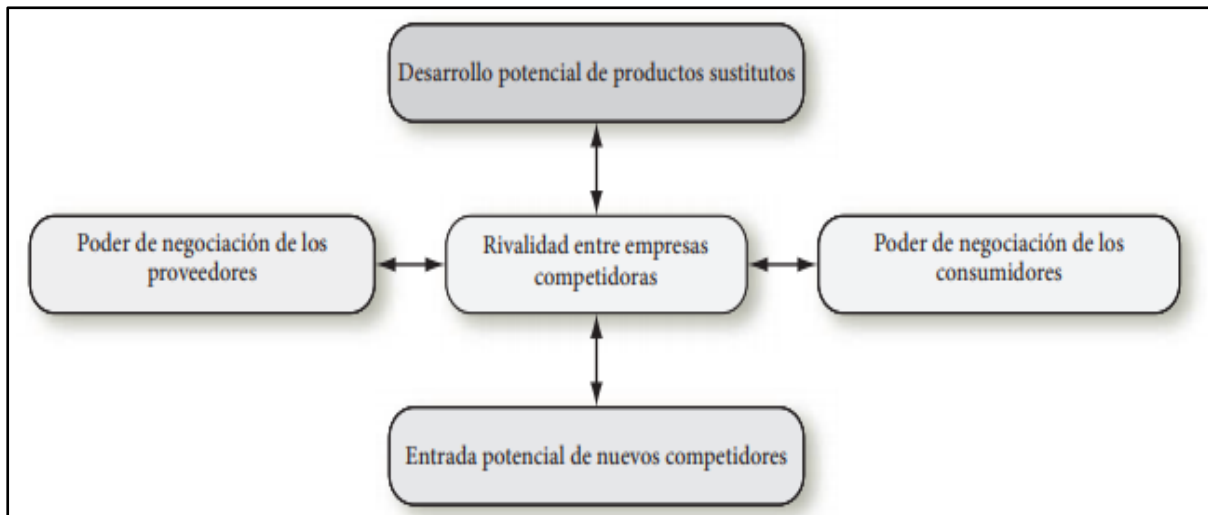 Desarrollo potencial de productos sustitutos
Poder de negociación de los
proveedores
Rivalidad entre empresas
competidoras
Poder de negociación de los
consumidores
Entrada potencial de nuevos competidores